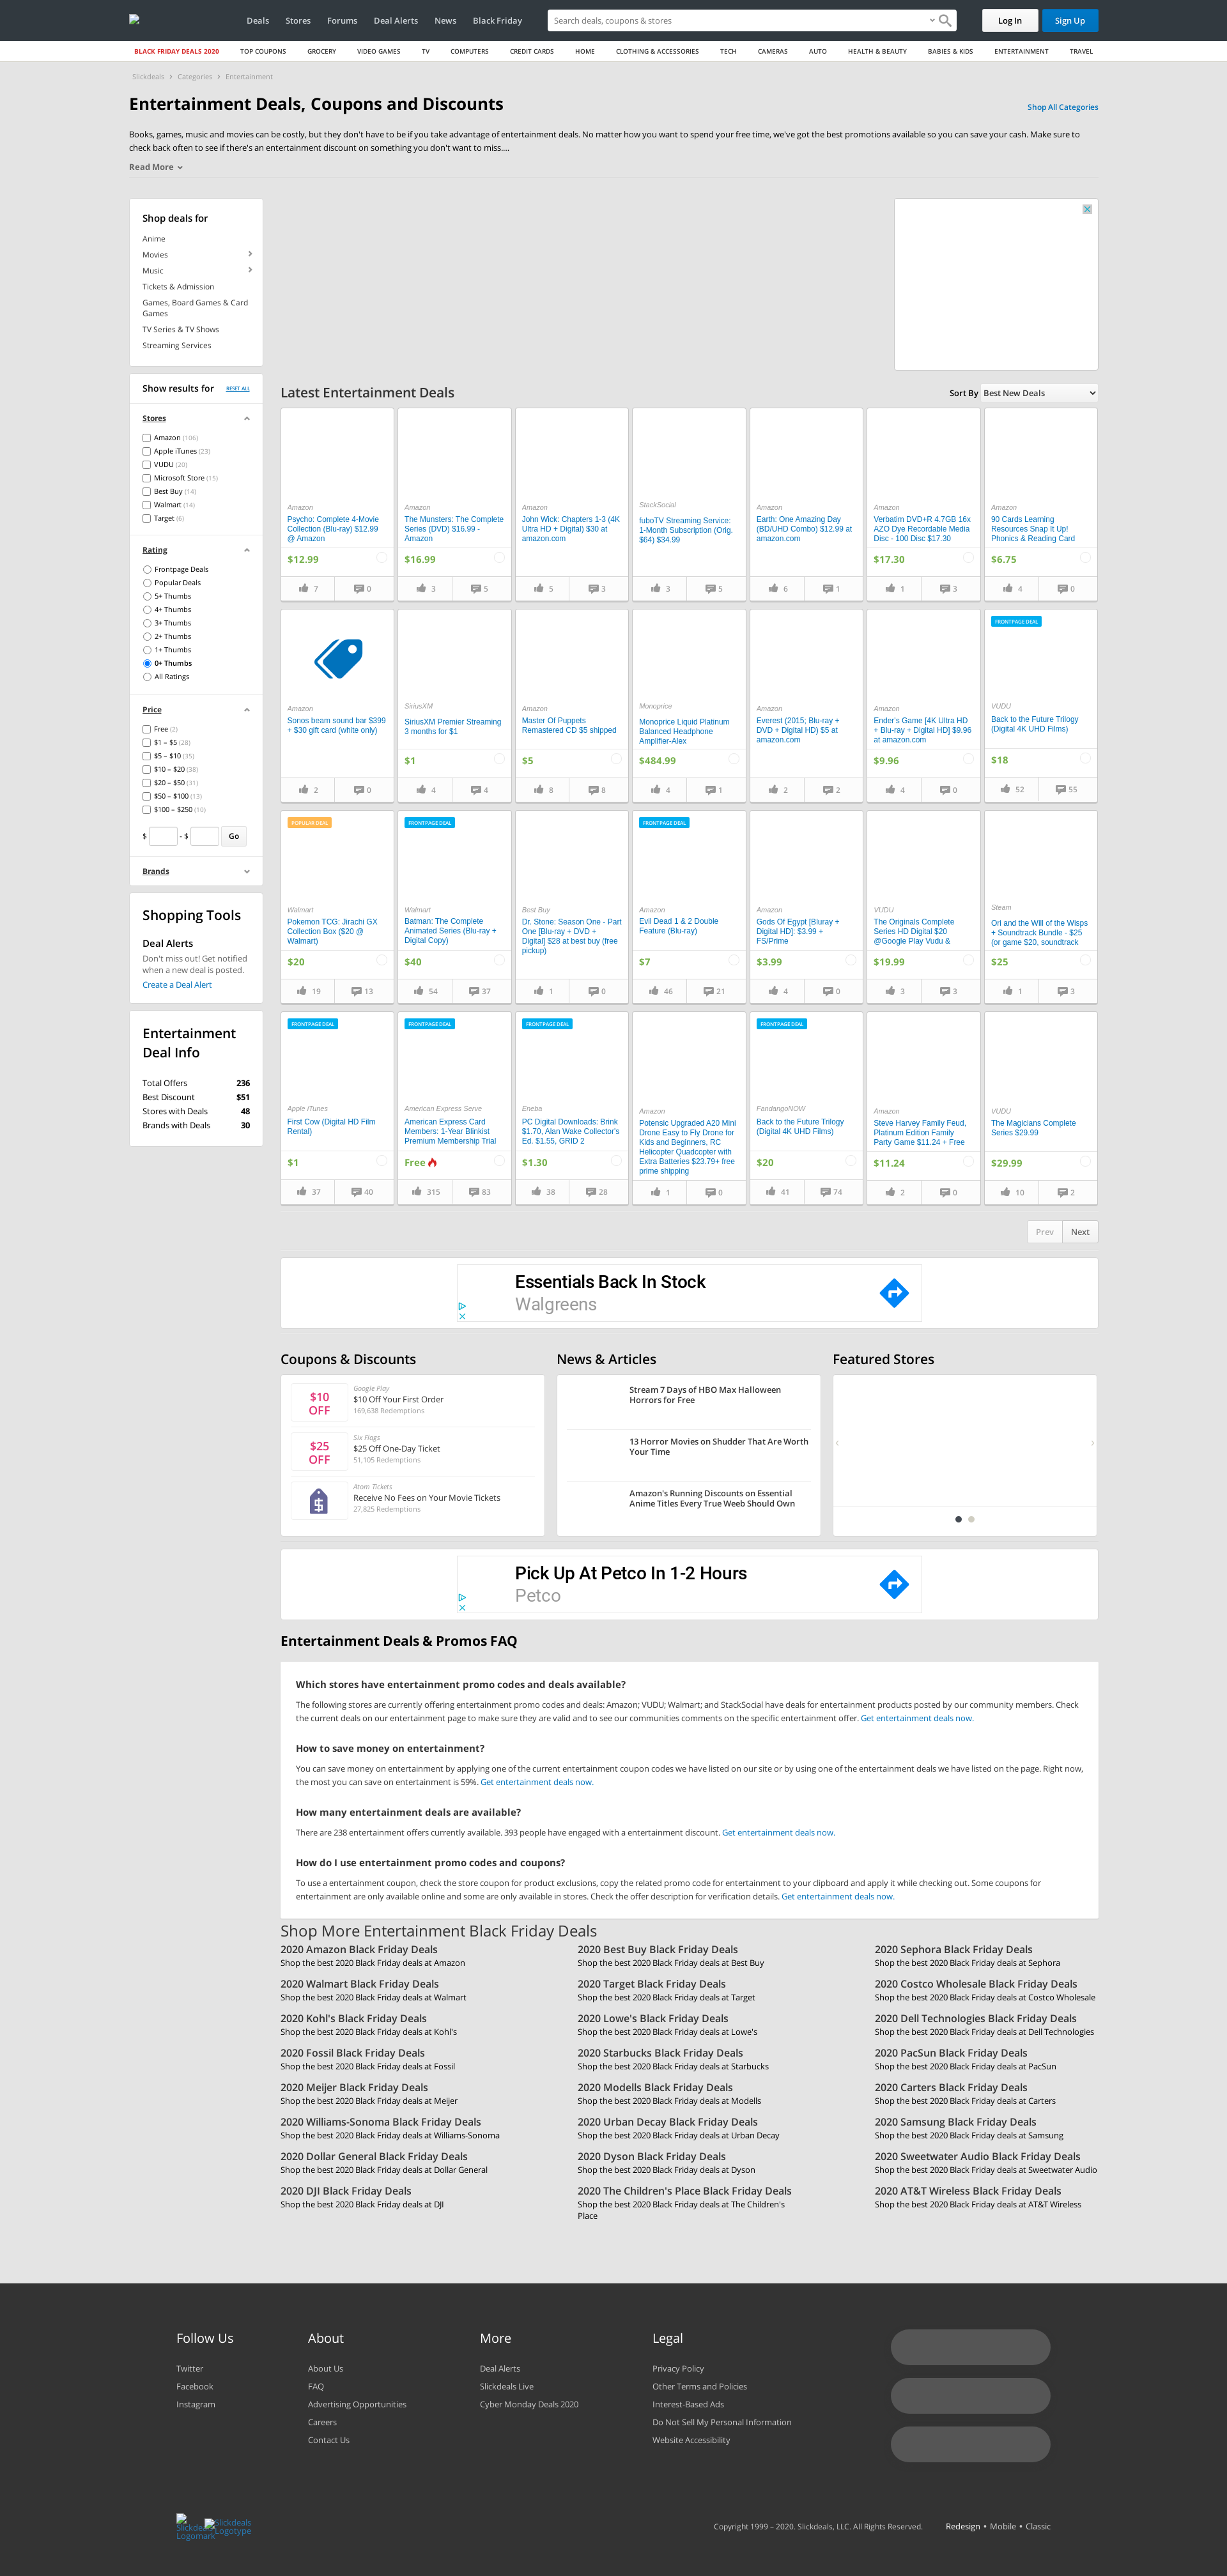 Deals Stores Forums Deal Alerts News Black Friday Search deals, coupons & stores Log In Sign Up
BLACK FRIDAY DEALS 2020 TOP COUPONS GROCERY VIDEO GAMES TV COMPUTERS CREDIT CARDS HOME CLOTHING & ACCESSORIES TECH CAMERAS AUTO HEALTH & BEAUTY BABIES & KIDS ENTERTAINMENT TRAVEL
Slickdeals › Categories › Entertainment
Entertainment Deals, Coupons and Discounts
Shop All Categories
Books, games, music and movies can be costly, but they don't have to be if you take advantage of entertainment deals. No matter how you want to spend your free time, we've got the best promotions available so you can save your cash. Make sure to
check back often to see if there's an entertainment discount on something you don't want to miss....
Read More
Shop deals for
Anime
Movies
Music
Tickets & Admission
Games, Board Games & Card
Games
TV Series & TV Shows
Streaming Services
Show results for RESET ALL
Stores
Amazon (106)
Apple iTunes (23)
VUDU (20)
Microsoft Store (15)
Best Buy (14)
Walmart (14)
Target (6)
Rating
Frontpage Deals
Popular Deals
5+ Thumbs
4+ Thumbs
3+ Thumbs
2+ Thumbs
1+ Thumbs
0+ Thumbs
All Ratings
Price
Free (2)
$1 – $5 (28)
$5 – $10 (35)
$10 – $20 (38)
$20 – $50 (31)
$50 – $100 (13)
$100 – $250 (10)
$ - $ Go
Brands
Shopping Tools
Deal Alerts
Don't miss out! Get notified
when a new deal is posted.
Create a Deal Alert
Entertainment
Deal Info
Total Offers 236
Best Discount $51
Stores with Deals 48
Brands with Deals 30
Latest Entertainment Deals
Sort By Best New Deals
Amazon
Psycho: Complete 4-Movie
Collection (Blu-ray) $12.99
@ Amazon
$12.99
7 0
Amazon
The Munsters: The Complete
Series (DVD) $16.99 -
Amazon
$16.99
3 5
Amazon
John Wick: Chapters 1-3 (4K
Ultra HD + Digital) $30 at
amazon.com
5 3
StackSocial
fuboTV Streaming Service:
1-Month Subscription (Orig.
$64) $34.99
3 5
Amazon
Earth: One Amazing Day
(BD/UHD Combo) $12.99 at
amazon.com
6 1
Amazon
Verbatim DVD+R 4.7GB 16x
AZO Dye Recordable Media
Disc - 100 Disc $17.30
$17.30
1 3
Amazon
90 Cards Learning
Resources Snap It Up!
Phonics & Reading Card
$6.75
4 0
Amazon
Sonos beam sound bar $399
+ $30 gift card (white only)
2 0
SiriusXM
SiriusXM Premier Streaming
3 months for $1
$1
4 4
Amazon
Master Of Puppets
Remastered CD $5 shipped
$5
8 8
Monoprice
Monoprice Liquid Platinum
Balanced Headphone
Amplifier-Alex
$484.99
4 1
Amazon
Everest (2015; Blu-ray +
DVD + Digital HD) $5 at
amazon.com
2 2
Amazon
Ender's Game [4K Ultra HD
+ Blu-ray + Digital HD] $9.96
at amazon.com
$9.96
4 0
FRONTPAGE DEAL
VUDU
Back to the Future Trilogy
(Digital 4K UHD Films)
$18
52 55
POPULAR DEAL
Walmart
Pokemon TCG: Jirachi GX
Collection Box ($20 @
Walmart)
$20
19 13
FRONTPAGE DEAL
Walmart
Batman: The Complete
Animated Series (Blu-ray +
Digital Copy)
$40
54 37
Best Buy
Dr. Stone: Season One - Part
One [Blu-ray + DVD +
Digital] $28 at best buy (free
pickup)
1 0
FRONTPAGE DEAL
Amazon
Evil Dead 1 & 2 Double
Feature (Blu-ray)
$7
46 21
Amazon
Gods Of Egypt [Bluray +
Digital HD]: $3.99 +
FS/Prime
$3.99
4 0
VUDU
The Originals Complete
Series HD Digital $20
@Google Play Vudu &
$19.99
3 3
Steam
Ori and the Will of the Wisps
+ Soundtrack Bundle - $25
(or game $20, soundtrack
$25
1 3
FRONTPAGE DEAL
Apple iTunes
First Cow (Digital HD Film
Rental)
$1
37 40
FRONTPAGE DEAL
American Express Serve
American Express Card
Members: 1-Year Blinkist
Premium Membership Trial
Free
315 83
FRONTPAGE DEAL
Eneba
PC Digital Downloads: Brink
$1.70, Alan Wake Collector's
Ed. $1.55, GRID 2
$1.30
38 28
Amazon
Potensic Upgraded A20 Mini
Drone Easy to Fly Drone for
Kids and Beginners, RC
Helicopter Quadcopter with
Extra Batteries $23.79+ free
prime shipping
1 0
FRONTPAGE DEAL
FandangoNOW
Back to the Future Trilogy
(Digital 4K UHD Films)
$20
41 74
Amazon
Steve Harvey Family Feud,
Platinum Edition Family
Party Game $11.24 + Free
$11.24
2 0
VUDU
The Magicians Complete
Series $29.99
$29.99
10 2
Prev Next
Essentials Back In Stock
Walgreens
Coupons & Discounts
$10
OFF
Google Play
$10 Off Your First Order
169,638 Redemptions
$25
OFF
Six Flags
$25 Off One-Day Ticket
51,105 Redemptions
Atom Tickets
Receive No Fees on Your Movie Tickets
27,825 Redemptions
News & Articles
Stream 7 Days of HBO Max Halloween
Horrors for Free
13 Horror Movies on Shudder That Are Worth
Your Time
Amazon's Running Discounts on Essential
Anime Titles Every True Weeb Should Own
Featured Stores
Pick Up At Petco In 1-2 Hours
Petco
Entertainment Deals & Promos FAQ
Which stores have entertainment promo codes and deals available?
The following stores are currently offering entertainment promo codes and deals: Amazon; VUDU; Walmart; and StackSocial have deals for entertainment products posted by our community members. Check
the current deals on our entertainment page to make sure they are valid and to see our communities comments on the specific entertainment offer. Get entertainment deals now.
How to save money on entertainment?
You can save money on entertainment by applying one of the current entertainment coupon codes we have listed on our site or by using one of the entertainment deals we have listed on the page. Right now,
the most you can save on entertainment is 59%. Get entertainment deals now.
How many entertainment deals are available?
There are 238 entertainment offers currently available. 393 people have engaged with a entertainment discount. Get entertainment deals now.
How do I use entertainment promo codes and coupons?
To use a entertainment coupon, check the store coupon for product exclusions, copy the related promo code for entertainment to your clipboard and apply it while checking out. Some coupons for
entertainment are only available online and some are only available in stores. Check the offer description for verification details. Get entertainment deals now.
Shop More Entertainment Black Friday Deals
2020 Amazon Black Friday Deals
Shop the best 2020 Black Friday deals at Amazon
2020 Best Buy Black Friday Deals
Shop the best 2020 Black Friday deals at Best Buy
2020 Sephora Black Friday Deals
Shop the best 2020 Black Friday deals at Sephora
2020 Walmart Black Friday Deals
Shop the best 2020 Black Friday deals at Walmart
2020 Target Black Friday Deals
Shop the best 2020 Black Friday deals at Target
2020 Costco Wholesale Black Friday Deals
Shop the best 2020 Black Friday deals at Costco Wholesale
2020 Kohl's Black Friday Deals
Shop the best 2020 Black Friday deals at Kohl's
2020 Lowe's Black Friday Deals
Shop the best 2020 Black Friday deals at Lowe's
2020 Dell Technologies Black Friday Deals
Shop the best 2020 Black Friday deals at Dell Technologies
2020 Fossil Black Friday Deals
Shop the best 2020 Black Friday deals at Fossil
2020 Starbucks Black Friday Deals
Shop the best 2020 Black Friday deals at Starbucks
2020 PacSun Black Friday Deals
Shop the best 2020 Black Friday deals at PacSun
2020 Meijer Black Friday Deals
Shop the best 2020 Black Friday deals at Meijer
2020 Modells Black Friday Deals
Shop the best 2020 Black Friday deals at Modells
2020 Carters Black Friday Deals
Shop the best 2020 Black Friday deals at Carters
2020 Williams-Sonoma Black Friday Deals
Shop the best 2020 Black Friday deals at Williams-Sonoma
2020 Urban Decay Black Friday Deals
Shop the best 2020 Black Friday deals at Urban Decay
2020 Samsung Black Friday Deals
Shop the best 2020 Black Friday deals at Samsung
2020 Dollar General Black Friday Deals
Shop the best 2020 Black Friday deals at Dollar General
2020 Dyson Black Friday Deals
Shop the best 2020 Black Friday deals at Dyson
2020 Sweetwater Audio Black Friday Deals
Shop the best 2020 Black Friday deals at Sweetwater Audio
2020 DJI Black Friday Deals
Shop the best 2020 Black Friday deals at DJI
2020 The Children's Place Black Friday Deals
Shop the best 2020 Black Friday deals at The Children's
Place
2020 AT&T Wireless Black Friday Deals
Shop the best 2020 Black Friday deals at AT&T Wireless
Follow Us
Twitter
Facebook
Instagram
About
About Us
FAQ
Advertising Opportunities
Careers
Contact Us
More
Deal Alerts
Slickdeals Live
Cyber Monday Deals 2020
Legal
Privacy Policy
Other Terms and Policies
Interest-Based Ads
Do Not Sell My Personal Information
Website Accessibility
Slickdeals
Logomark
Slickdeals
Logotype
Copyright 1999 – 2020. Slickdeals, LLC. All Rights Reserved. Redesign • Mobile • Classic